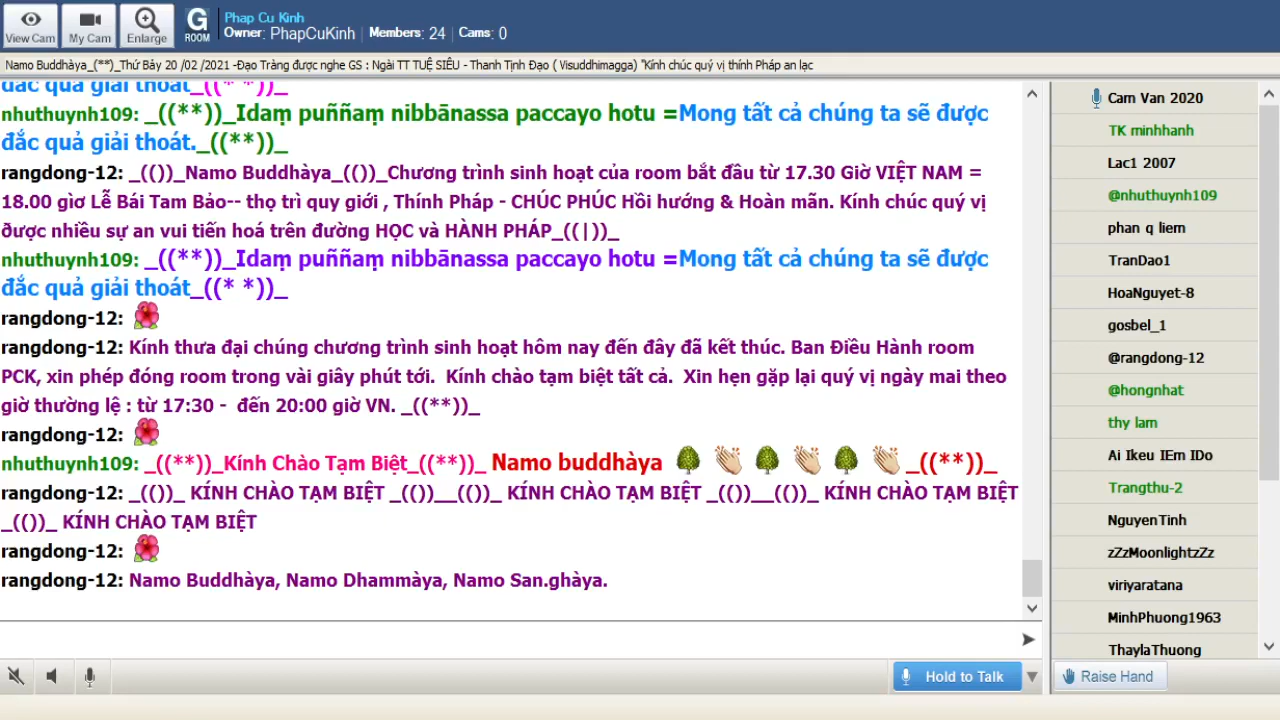 View Cam
My Cam
Enlarge
G
ROOM
Phap Cu Kinh
Owner: PhapCuKinh | Members: 24 | Cams: 0
Namo Buddhàya_(**)_Thứ Bảy 20 /02 /2021 -Đạo Tràng được nghe GS : Ngài TT TUỆ SIÊU - Thanh Tịnh Đạo ( Visuddhimagga) "Kính chúc quý vị thính Pháp an lạc
đắc quả giải thoát_((* *))_
nhuthuynh109: _((**))_Idaṃ puññaṃ nibbānassa paccayo hotu =Mong tất cả chúng ta sẽ được
đắc quả giải thoát._((**))_
rangdong-12: _(())_Namo Buddhàya_(())_Chương trình sinh hoạt của room bắt đầu từ 17.30 Giờ VIỆT NAM =
18.00 giờ Lễ Bái Tam Bảo-- thọ trì quy giới , Thính Pháp - CHÚC PHÚC Hồi hướng & Hoàn mãn. Kính chúc quý vị
ðược nhiều sự an vui tiến hoá trên đường HỌC và HÀNH PHÁP_((|))_
nhuthuynh109: _((**))_Idaṃ puññaṃ nibbānassa paccayo hotu =Mong tất cả chúng ta sẽ được
đắc quả giải thoát_((* *))_
rangdong-12:
rangdong-12: Kính thưa đại chúng chương trình sinh hoạt hôm nay đến đây đã kết thúc. Ban Điều Hành room
PCK, xin phép đóng room trong vài giây phút tới. Kính chào tạm biệt tất cả. Xin hẹn gặp lại quý vị ngày mai theo
giờ thường lệ : từ 17:30 - đến 20:00 giờ VN. _((**))_
rangdong-12:
nhuthuynh109: _((**))_Kính Chào Tạm Biệt_((**))_ Namo buddhàya _((**))_
rangdong-12: _(())_ KÍNH CHÀO TẠM BIỆT _(())__(())_ KÍNH CHÀO TẠM BIỆT _(())__(())_ KÍNH CHÀO TẠM BIỆT
_(())_ KÍNH CHÀO TẠM BIỆT
rangdong-12:
rangdong-12: Namo Buddhàya, Namo Dhammàya, Namo San.ghàya.
Hold to Talk
Cam Van 2020
TK minhhanh
Lac1 2007
@nhuthuynh109
phan q liem
TranDao1
HoaNguyet-8
gosbel_1
@rangdong-12
@hongnhat
thy lam
Ai Ikeu IEm IDo
Trangthu-2
NguyenTinh
zZzMoonlightzZz
viriyaratana
MinhPhuong1963
ThaylaThuong
Raise Hand